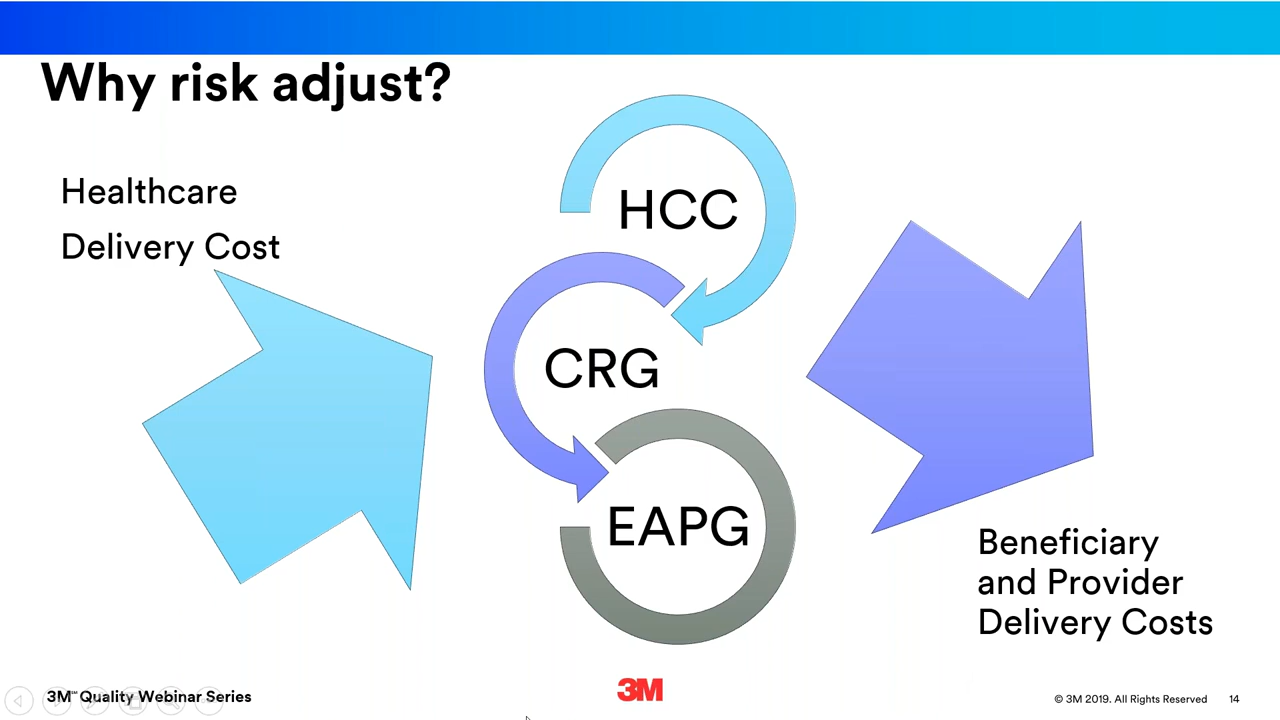 Why risk adjust?
Healthcare
Delivery Cost
HCC
CRG
EAPG
Beneficiary
and Provider
Delivery Costs
3M℠ Quality Webinar Series
3M
© 3M 2019. All Rights Reserved
14